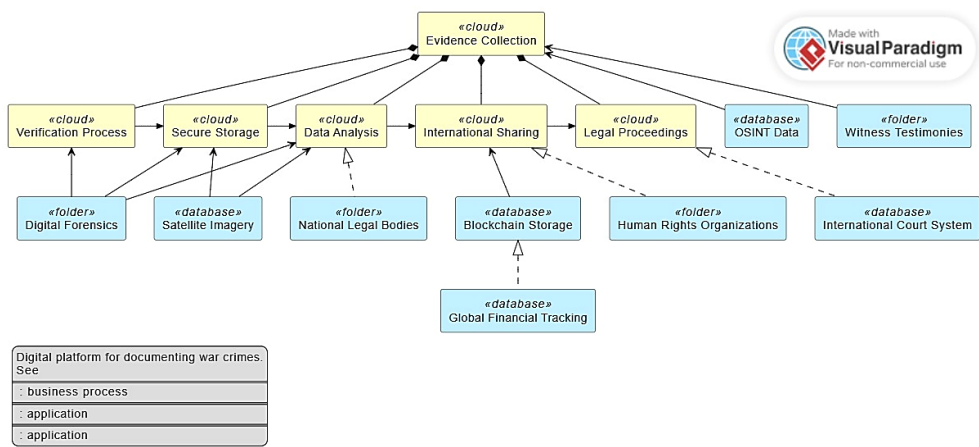 «cloud»
Evidence Collection
Made with
VisualParadigm
For non-commercial use
«cloud»
Verification Process
«cloud»
Secure Storage
«cloud»
Data Analysis
«cloud»
International Sharing
«cloud»
Legal Proceedings
«database»
OSINT Data
«folder»
Witness Testimonies
«folder»
Digital Forensics
«database»
Satellite Imagery
«folder»
National Legal Bodies
«database»
Blockchain Storage
«folder»
Human Rights Organizations
«database»
International Court System
«database»
Global Financial Tracking
Digital platform for documenting war crimes.
See
: business process
: application
: application